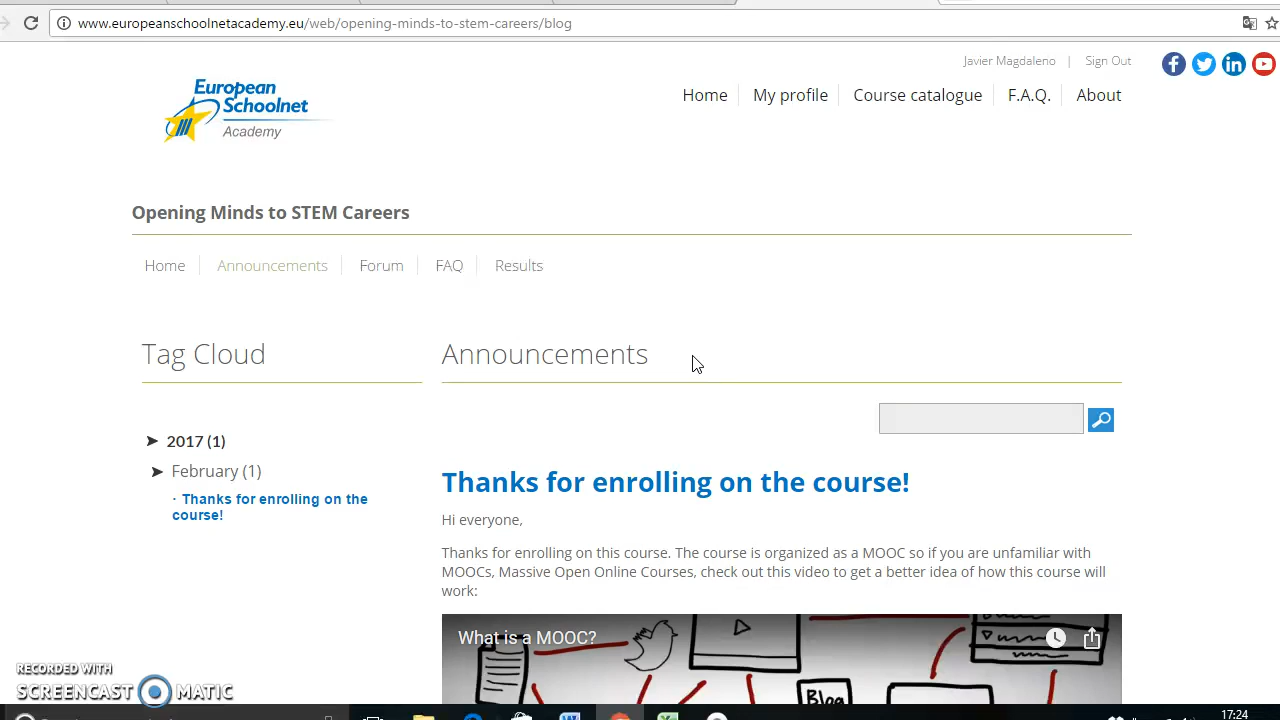 www.europeanschoolnetacademy.eu/web/opening-minds-to-stem-careers/blog
Javier Magdaleno | Sign Out
European
Schoolnet
Academy
Home
My profile
Course catalogue
F.A.Q.
About
Opening Minds to STEM Careers
Home
Announcements
Forum
FAQ
Results
Tag Cloud
2017 (1)
February (1)
· Thanks for enrolling on the
course!
Announcements
Thanks for enrolling on the course!
Hi everyone,
Thanks for enrolling on this course. The course is organized as a MOOC so if you are unfamiliar with
MOOCs, Massive Open Online Courses, check out this video to get a better idea of how this course will
work:
What is a MOOC?
Blog
RECORDED WITH
SCREENCAST MATIC
17:24